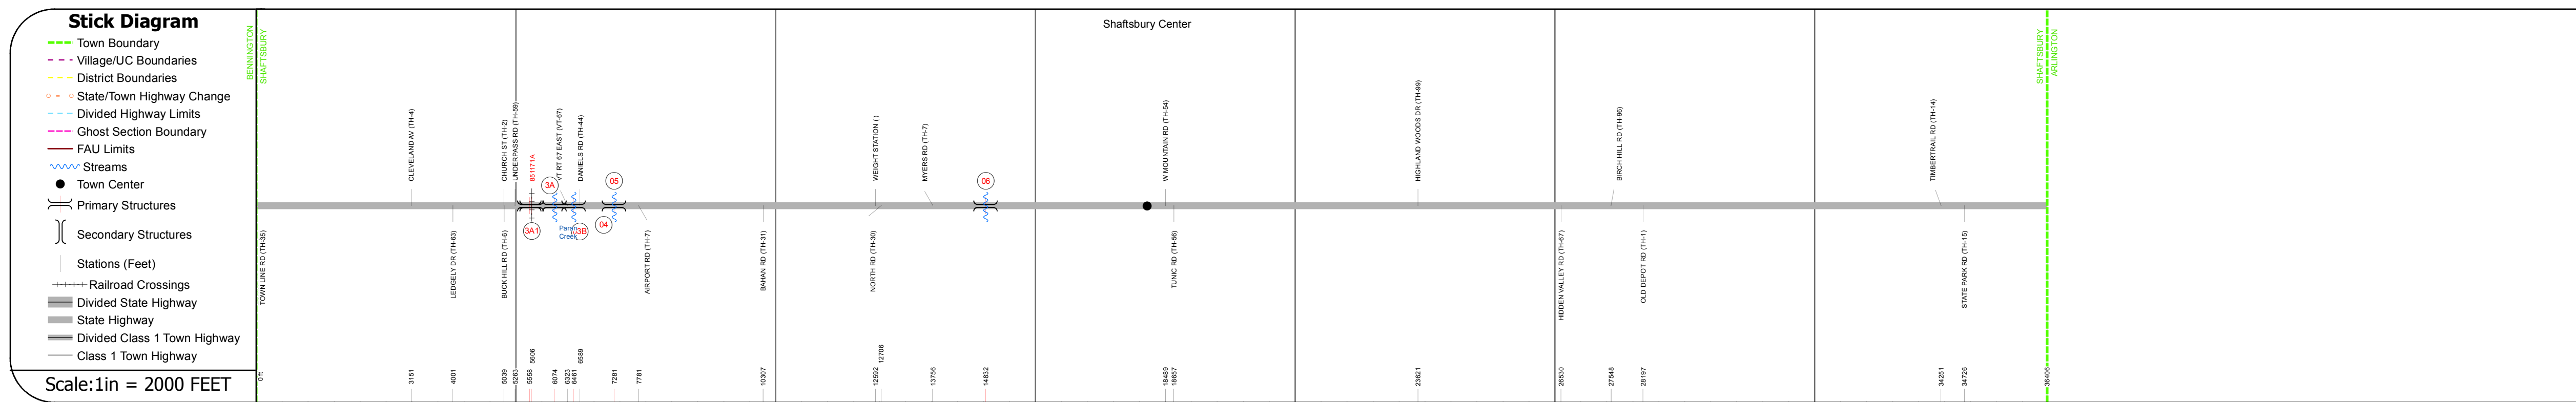 Stick Diagram
Town Boundary
Village/UC Boundaries
District Boundaries
State/Town Highway Change
Divided Highway Limits
Ghost Section Boundary
FAU Limits
Streams
Town Center
Primary Structures
Secondary Structures
Stations (Feet)
Railroad Crossings
Divided State Highway
State Highway
Divided Class 1 Town Highway
Class 1 Town Highway
Scale:1in = 2000 FEET
BENNINGTON
SHAFTSBURY
Shaftsbury Center
SHAFTSBURY
ARLINGTON
CLEVELAND AV (TH-4)
CHURCH ST (TH-2)
UNDERPASS RD (TH-59)
851171A
VT RT 67 EAST (VT-67)
DANIELS RD (TH-44)
WEIGHT STATION ( )
MYERS RD (TH-7)
W MOUNTAIN RD (TH-54)
HIGHLAND WOODS DR (TH-99)
BIRCH HILL RD (TH-96)
TIMBERTRAIL RD (TH-14)
3A
05
06
3A1
Paran
Creek
3B
04
TOWN LINE RD (TH-35)
LEDGELY DR (TH-63)
BUCK HILL RD (TH-6)
AIRPORT RD (TH-7)
BAHAN RD (TH-31)
NORTH RD (TH-30)
TUNIC RD (TH-56)
HIDDEN VALLEY RD (TH-67)
OLD DEPOT RD (TH-1)
STATE PARK RD (TH-15)
0 ft
3151
4001
5039
5263
5558
5606
6074
6323
6461
6589
7281
7781
10307
12592
12706
13756
14832
18489
18657
23621
26530
27548
28197
34251
34726
36406